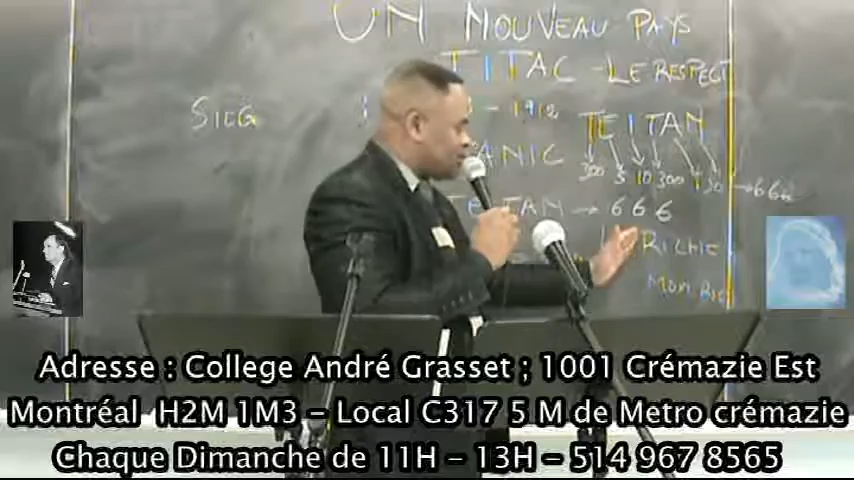 UN NOUVEAU PAYS
TITAC - LE RESPECT
SICG
- 1912
TEITAN
ANIC
300 5 10 300 1 50 → 666
TEITAN → 666
RICHE
MON
Adresse : College André Grasset ; 1001 Crémazie Est
Montréal H2M 1M3 - Local C317 5 M de Metro crémazie
Chaque Dimanche de 11H - 13H - 514 967 8565